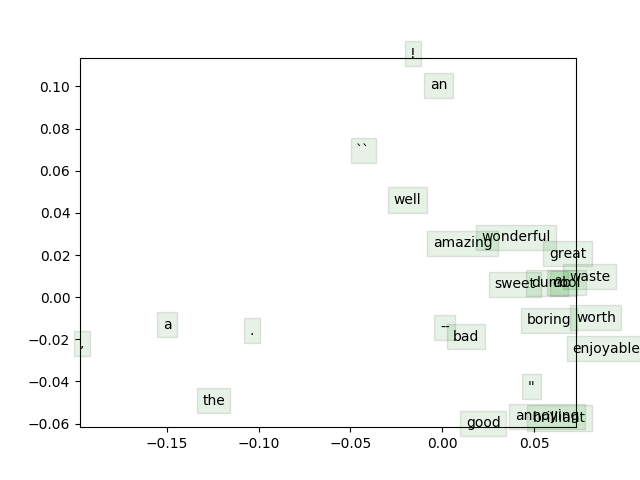 !
0.10
an
0.08
``
0.06
well
0.04
wonderful
amazing
0.02
great
waste
dumb
sweet
0.00
worth
boring
a
--
.
bad
−0.02
,
enjoyable
−0.04
"
the
annoying
brilliant
good
−0.06
−0.15 −0.10 −0.05 0.00 0.05